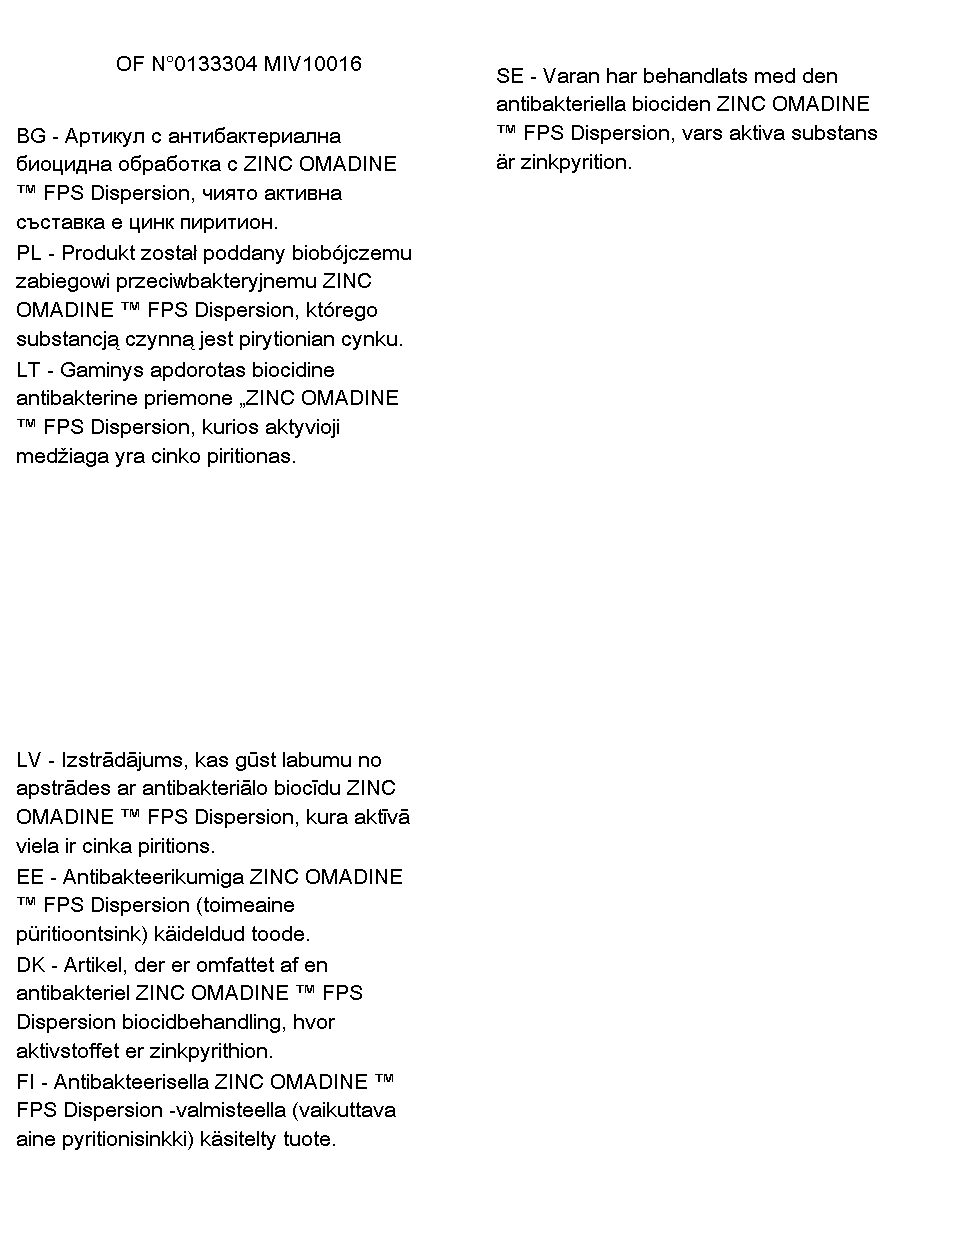 OF N°0133304 MIV10016
BG - Артикул с антибактериална
биоцидна обработка с ZINC OMADINE
™ FPS Dispersion, чиято активна
съставка е цинк пиритион.
PL - Produkt został poddany biobójczemu
zabiegowi przeciwbakteryjnemu ZINC
OMADINE ™ FPS Dispersion, którego
substancją czynną jest pirytionian cynku.
LT - Gaminys apdorotas biocidine
antibakterine priemone „ZINC OMADINE
™ FPS Dispersion, kurios aktyvioji
medžiaga yra cinko piritionas.
LV - Izstrādājums, kas gūst labumu no
apstrādes ar antibakteriālo biocīdu ZINC
OMADINE ™ FPS Dispersion, kura aktīvā
viela ir cinka piritions.
EE - Antibakteerikumiga ZINC OMADINE
™ FPS Dispersion (toimeaine
püritioontsink) käideldud toode.
DK - Artikel, der er omfattet af en
antibakteriel ZINC OMADINE ™ FPS
Dispersion biocidbehandling, hvor
aktivstoffet er zinkpyrithion.
FI - Antibakteerisella ZINC OMADINE ™
FPS Dispersion -valmisteella (vaikuttava
aine pyritionisinkki) käsitelty tuote.
SE - Varan har behandlats med den
antibakteriella biociden ZINC OMADINE
™ FPS Dispersion, vars aktiva substans
är zinkpyrition.